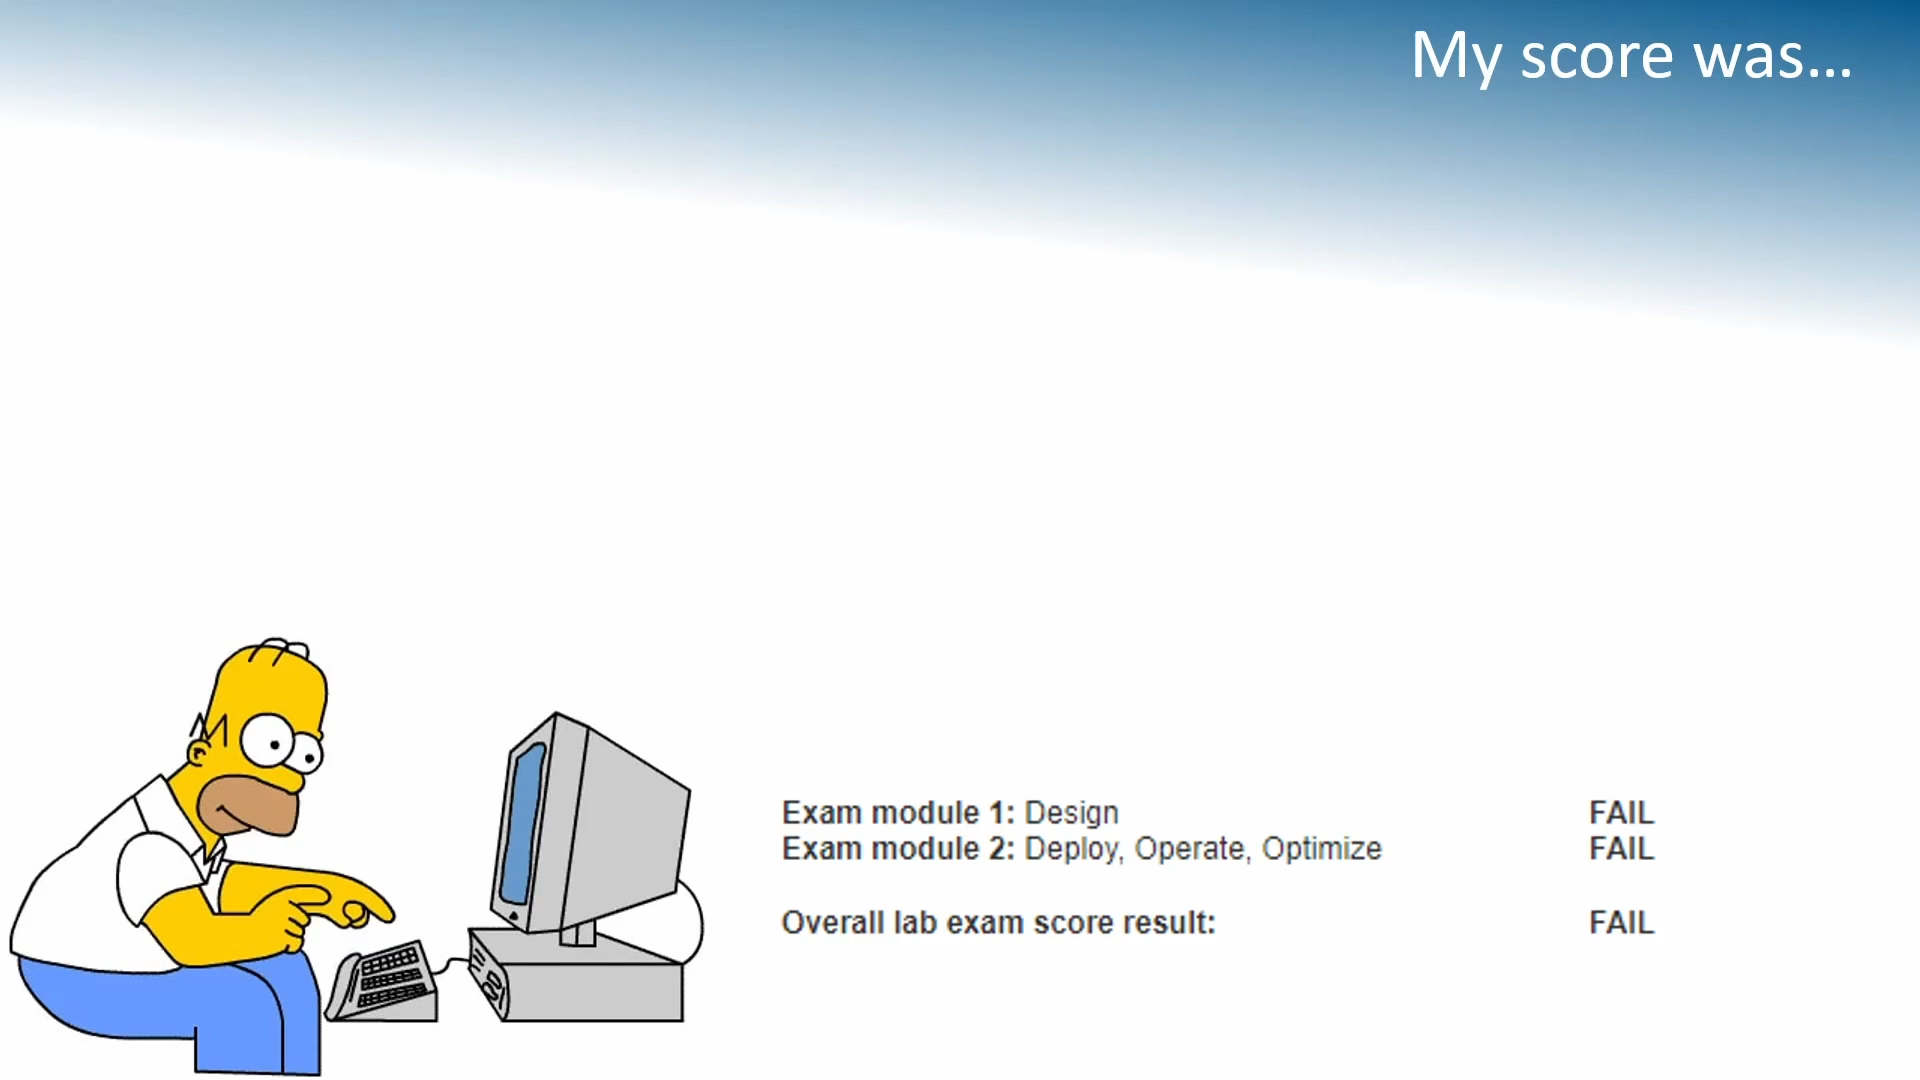 My score was...
Exam module 1: Design FAIL
Exam module 2: Deploy, Operate, Optimize FAIL
Overall lab exam score result: FAIL